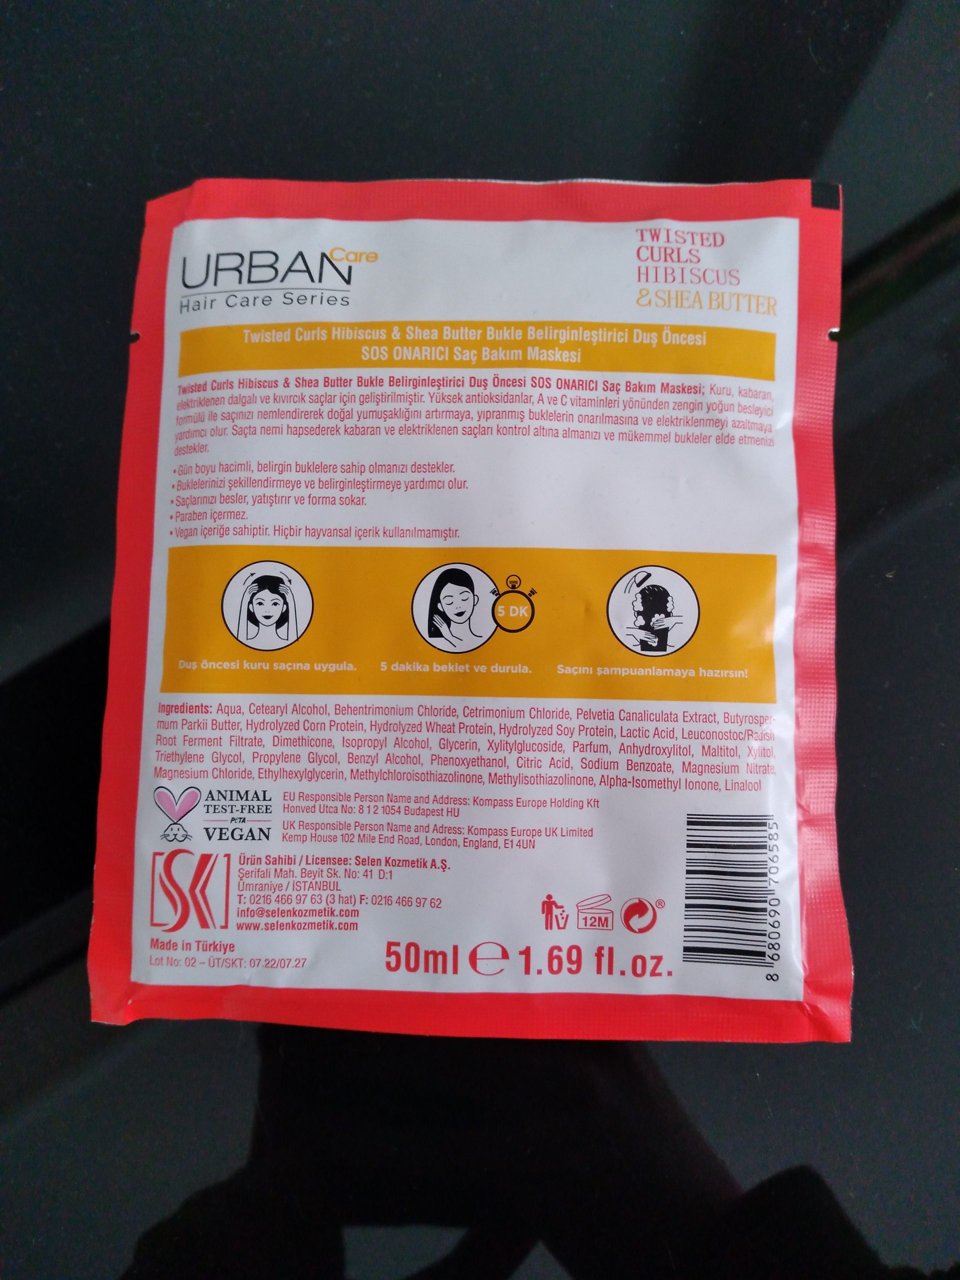 URBAN Care
Hair Care Series
TWISTED
CURLS
HIBISCUS
& SHEA BUTTER
Twisted Curls Hibiscus & Shea Butter Bukle Belirginleştirici Duş Öncesi
SOS ONARICI Saç Bakım Maskesi
Twisted Curls Hibiscus & Shea Butter Bukle Belirginleştirici Duş Öncesi SOS ONARICI Saç Bakım Maskesi; Kuru, kabaran,
elektriklenen dalgalı ve kıvırcık saçlar için geliştirilmiştir. Yüksek antioksidanlar, A ve C vitaminleri yönünden zengin yoğun besleyici
formülü ile saçınızı nemlendirerek doğal yumuşaklığını artırmaya, yıpranmış buklelerin onarılmasına ve elektriklenmeyi azaltmaya
yardımcı olur. Saçta nemi hapsederek kabaran ve elektriklenen saçları kontrol altına almanızı ve mükemmel bukleler elde etmenizi
destekler.
• Gün boyu hacimli, belirgin buklelere sahip olmanızı destekler.
• Buklelerinizi şekillendirmeye ve belirginleştirmeye yardımcı olur.
• Saçlarınızı besler, yatıştırır ve forma sokar.
• Paraben içermez.
• Vegan içeriğe sahiptir. Hiçbir hayvansal içerik kullanılmamıştır.
5 DK
Duş öncesi kuru saçına uygula.
5 dakika beklet ve durula.
Saçını şampuanlamaya hazırsın!
Ingredients: Aqua, Cetearyl Alcohol, Behentrimonium Chloride, Cetrimonium Chloride, Pelvetia Canaliculata Extract, Butyrosper-
mum Parkii Butter, Hydrolyzed Corn Protein, Hydrolyzed Wheat Protein, Hydrolyzed Soy Protein, Lactic Acid, Leuconostoc/Radish
Root Ferment Filtrate, Dimethicone, Isopropyl Alcohol, Glycerin, Xylitylglucoside, Parfum, Anhydroxylitol, Maltitol, Xylitol,
Triethylene Glycol, Propylene Glycol, Benzyl Alcohol, Phenoxyethanol, Citric Acid, Sodium Benzoate, Magnesium Nitrate,
Magnesium Chloride, Ethylhexylglycerin, Methylchloroisothiazolinone, Methylisothiazolinone, Alpha-Isomethyl Ionone, Linalool
ANIMAL
TEST-FREE
PETA
VEGAN
EU Responsible Person Name and Address: Kompass Europe Holding Kft
Honved Utca No: 8 1 2 1054 Budapest HU
UK Responsible Person Name and Adress: Kompass Europe UK Limited
Kemp House 102 Mile End Road, London, England, E1 4UN
SK
Ürün Sahibi / Licensee: Selen Kozmetik A.Ş.
Şerifali Mah. Beyit Sk. No: 41 D:1
Ümraniye / İSTANBUL
T: 0216 466 97 63 (3 hat) F: 0216 466 97 62
info@selenkozmetik.com
www.selenkozmetik.com
Made in Türkiye
Lot No: 02 – ÜT/SKT: 07.22/07.27
12M
®
50ml e 1.69 fl.oz.
8 680690 706585